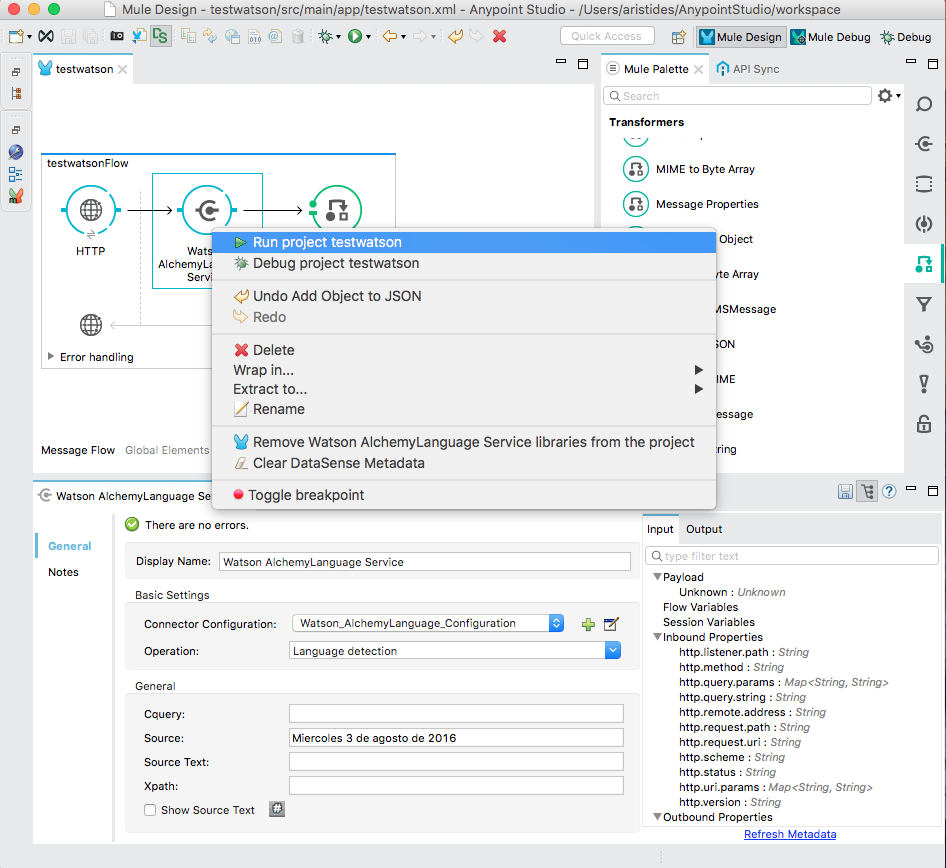 Mule Design - testwatson/src/main/app/testwatson.xml - Anypoint Studio - /Users/aristides/AnypointStudio/workspace
Quick Access
Mule Design
Mule Debug
Debug
testwatson
Mule Palette
API Sync
Search
Transformers
MIME to Byte Array
Message Properties
Object
yte Array
MSMessage
SON
IME
essage
ring
testwatsonFlow
HTTP
Wats
AlchemyLa
Servi
Error handling
Message Flow
Global Elements
Run project testwatson
Debug project testwatson
Undo Add Object to JSON
Redo
Delete
Wrap in...
Extract to...
Rename
Remove Watson AlchemyLanguage Service libraries from the project
Clear DataSense Metadata
Toggle breakpoint
Watson AlchemyLanguage Se
General
Notes
There are no errors.
Display Name:
Watson AlchemyLanguage Service
Basic Settings
Connector Configuration:
Watson_AlchemyLanguage_Configuration
Operation:
Language detection
General
Cquery:
Source:
Miercoles 3 de agosto de 2016
Source Text:
Xpath:
Show Source Text
Input
Output
type filter text
Payload
Unknown : Unknown
Flow Variables
Session Variables
Inbound Properties
http.listener.path : String
http.method : String
http.query.params : Map<String, String>
http.query.string : String
http.remote.address : String
http.request.path : String
http.request.uri : String
http.scheme : String
http.status : String
http.uri.params : Map<String, String>
http.version : String
Outbound Properties
Refresh Metadata